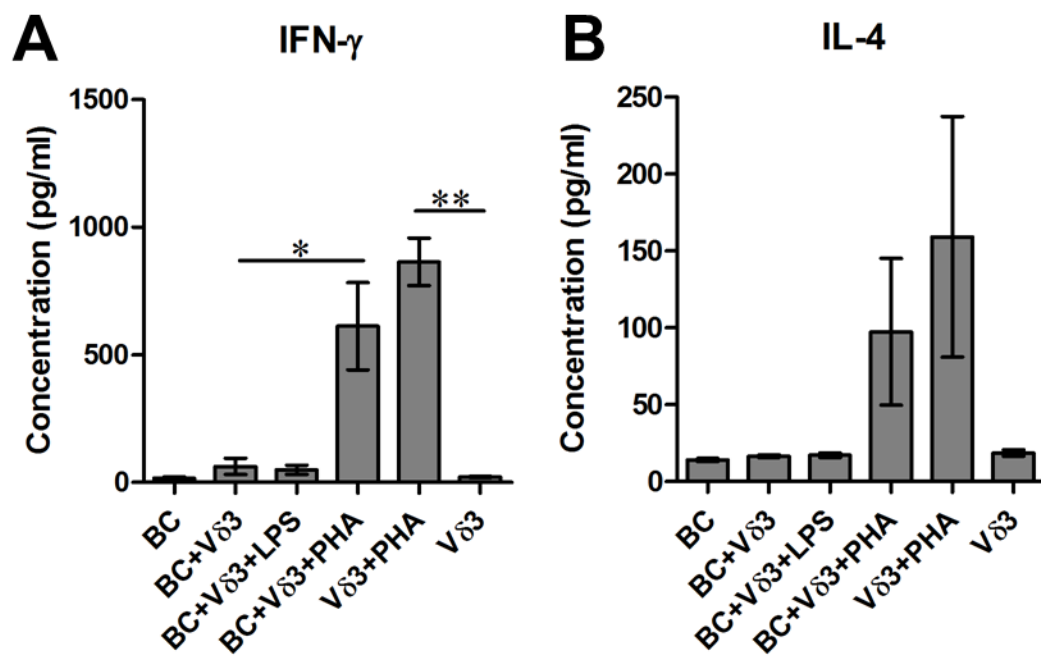 A
IFN-γ
Concentration (pg/ml)
1500
1000
500
0
*
**
BC
BC+Vδ3
BC+Vδ3+LPS
BC+Vδ3+PHA
Vδ3+PHA
Vδ3
B
IL-4
Concentration (pg/ml)
250
200
150
100
50
0
BC
BC+Vδ3
BC+Vδ3+LPS
BC+Vδ3+PHA
Vδ3+PHA
Vδ3